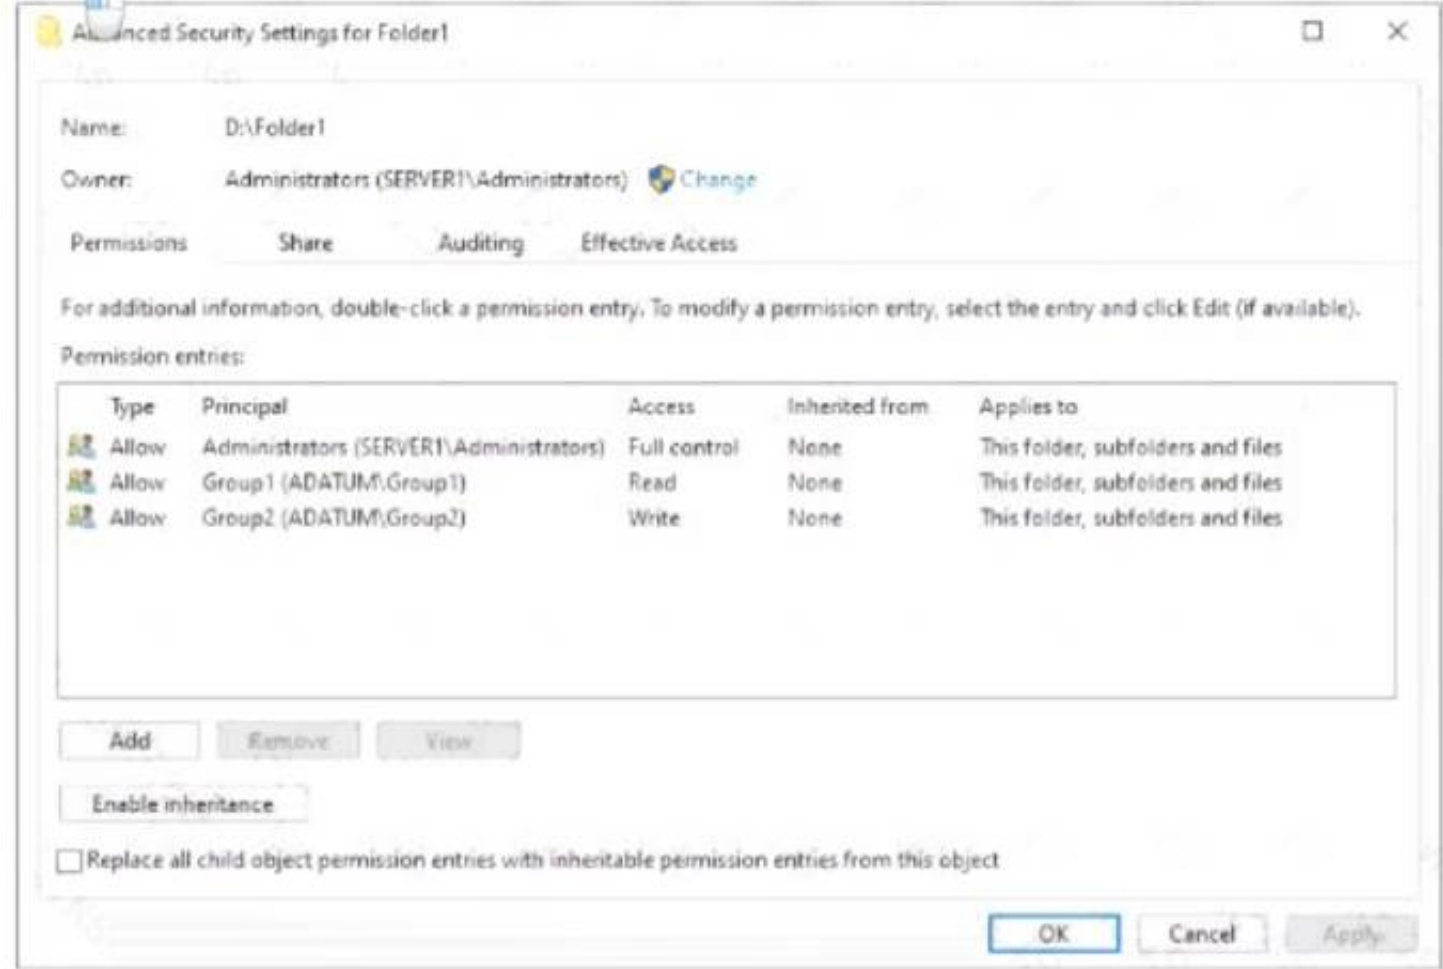 Advanced Security Settings for Folder1
Name: D:\Folder1
Owner: Administrators (SERVER1\Administrators) Change
Permissions Share Auditing Effective Access
For additional information, double-click a permission entry. To modify a permission entry, select the entry and click Edit (if available).
Permission entries:
Type Principal Access Inherited from Applies to
Allow Administrators (SERVER1\Administrators) Full control None This folder, subfolders and files
Allow Group1 (ADATUM\Group1) Read None This folder, subfolders and files
Allow Group2 (ADATUM\Group2) Write None This folder, subfolders and files
Add Remove View
Enable inheritance
Replace all child object permission entries with inheritable permission entries from this object
OK Cancel Apply